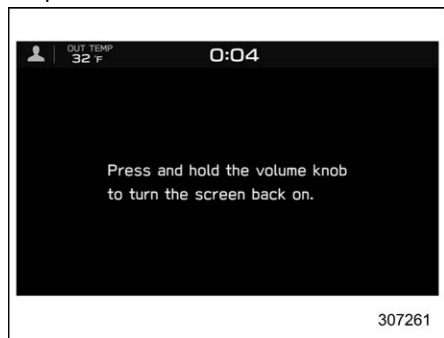 OUT TEMP
32 °F
0:04
Press and hold the volume knob
to turn the screen back on.
307261